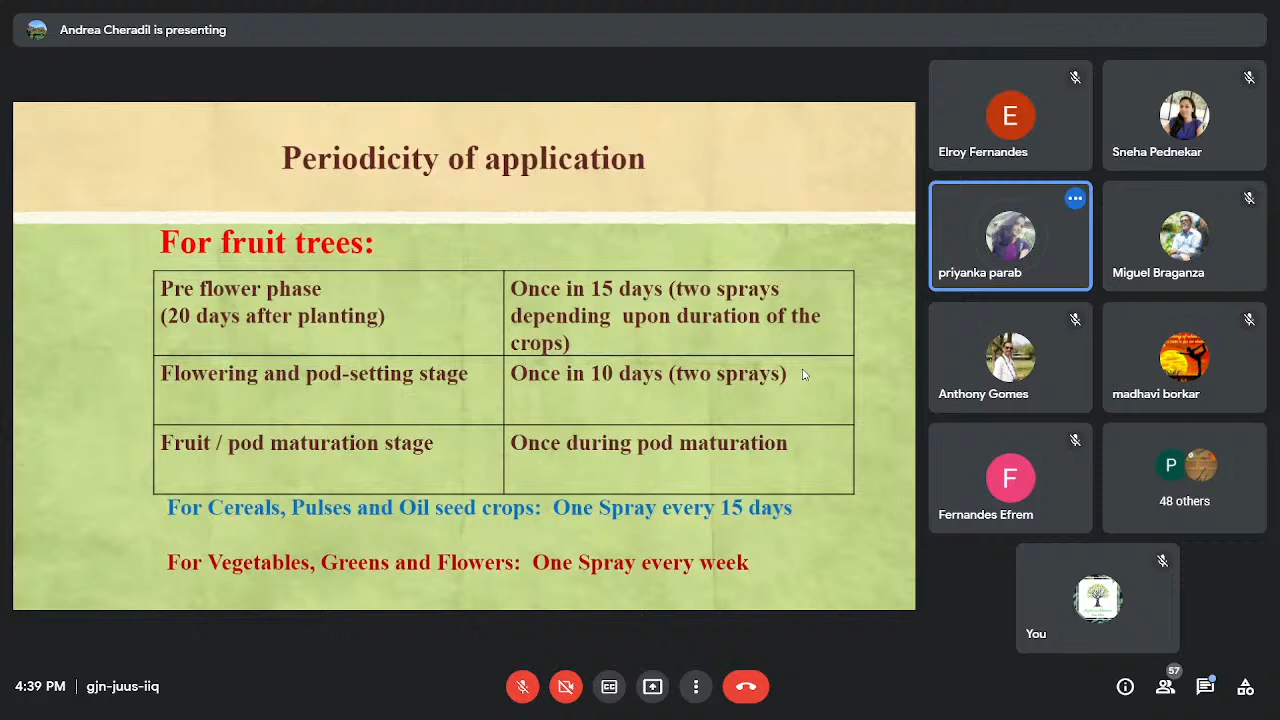 Andrea Cheradil is presenting
Periodicity of application
For fruit trees:
Pre flower phase
(20 days after planting)
Once in 15 days (two sprays
depending upon duration of the
crops)
Flowering and pod-setting stage
Once in 10 days (two sprays)
Fruit / pod maturation stage
Once during pod maturation
For Cereals, Pulses and Oil seed crops: One Spray every 15 days
For Vegetables, Greens and Flowers: One Spray every week
E
Elroy Fernandes
Sneha Pednekar
priyanka parab
Miguel Braganza
Anthony Gomes
madhavi borkar
F
Fernandes Efrem
P
48 others
You
4:39 PM
gjn-juus-iiq
CC
57